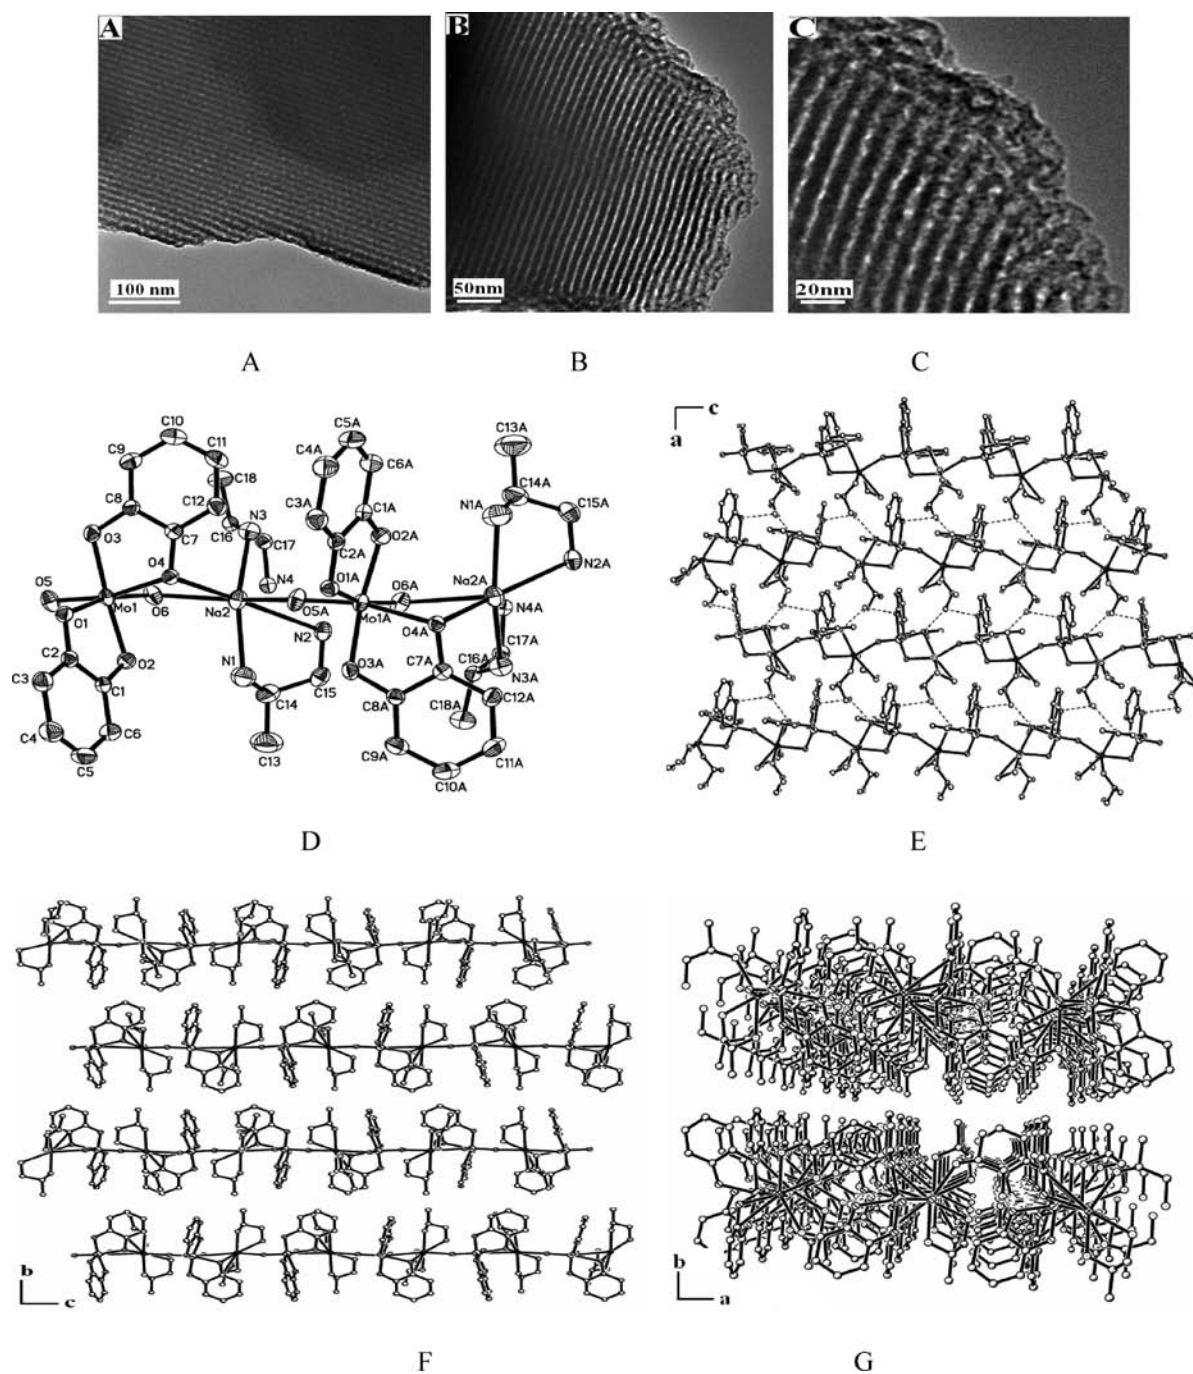 A
B
C
100 nm
50nm
20nm
A
B
C
C10
C9
C11
C18
C8
C12
N3
O3
C7
C16
C17
O4
N4
O5
Mo1
O6
Na2
O5A
O1
N2
C2
O2
N1
C3
C1
C15
C14
C4
C6
C5
C13
C5A
C4A
C6A
C3A
C1A
C2A
O2A
O1A
O6A
Mo1A
O4A
O3A
C7A
C16A
C8A
C18A
C12A
C9A
C11A
C10A
C13A
C14A
N1A
C15A
N2A
Na2A
N4A
C17A
N3A
c
a
D
E
b
c
b
a
F
G